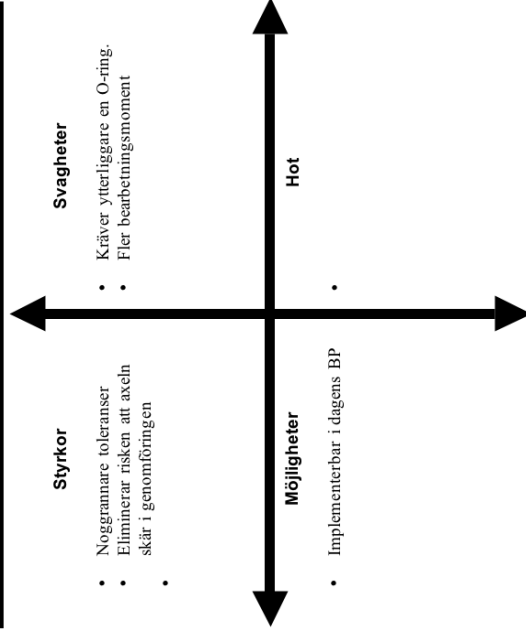 Styrkor
• Noggrannare toleranser
• Eliminerar risken att axeln
skär i genomföringen
•
Svagheter
• Kräver ytterliggare en O-ring.
• Fler bearbetningsmoment
Möjligheter
• Implementerbar i dagens BP
Hot
•